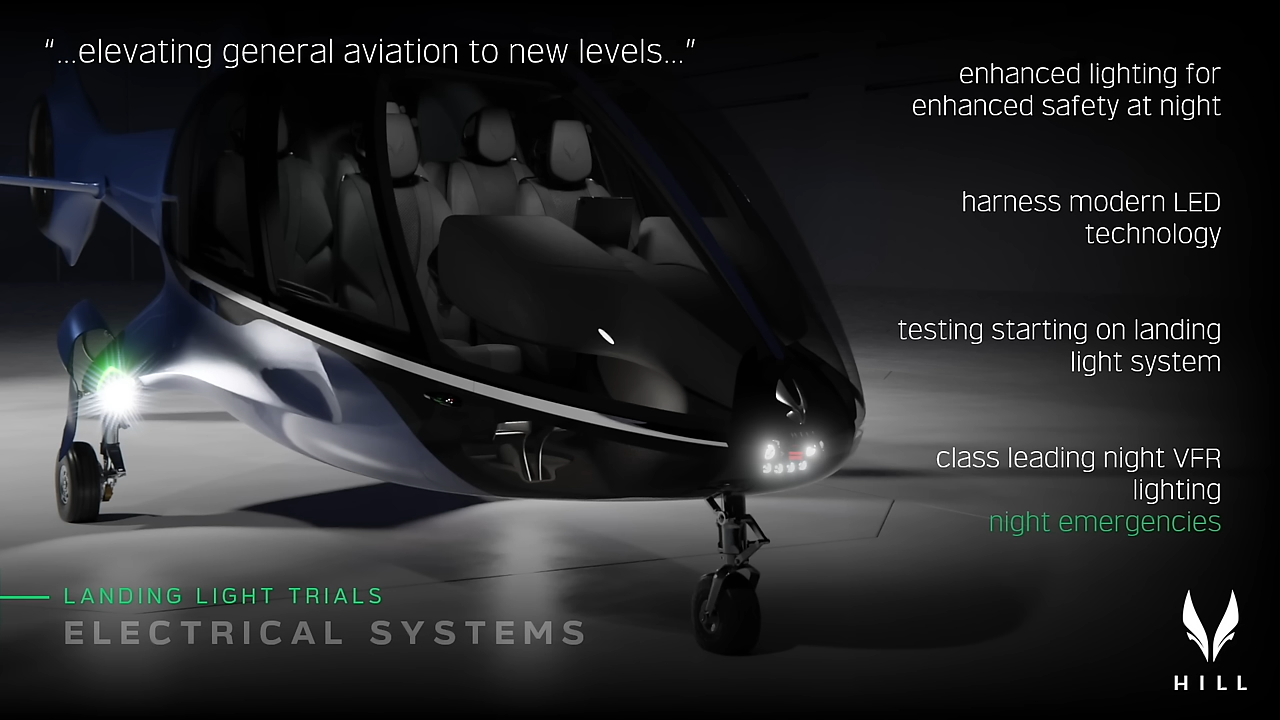 “...elevating general aviation to new levels...”
enhanced lighting for
enhanced safety at night
harness modern LED
technology
testing starting on landing
light system
class leading night VFR
lighting
night emergencies
LANDING LIGHT TRIALS
ELECTRICAL SYSTEMS
HILL